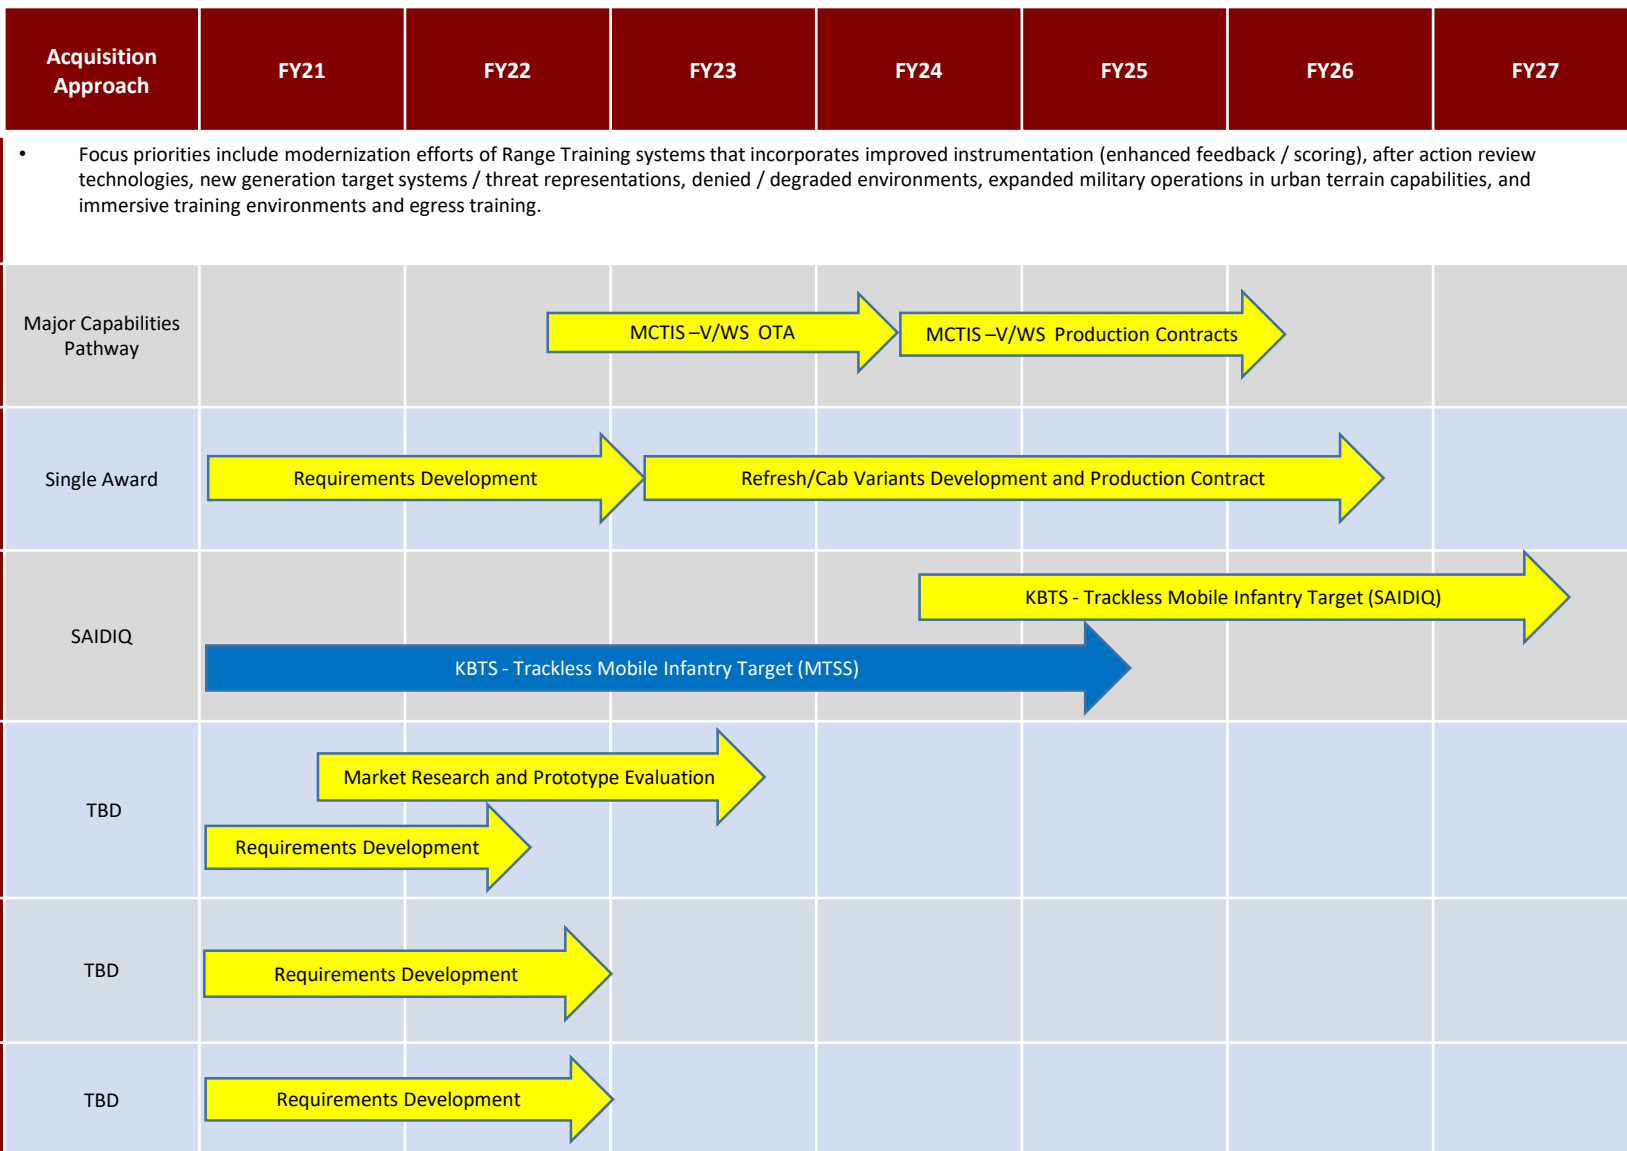 Acquisition
Approach
FY21
FY22
FY23
FY24
FY25
FY26
FY27
• Focus priorities include modernization efforts of Range Training systems that incorporates improved instrumentation (enhanced feedback / scoring), after action review
technologies, new generation target systems / threat representations, denied / degraded environments, expanded military operations in urban terrain capabilities, and
immersive training environments and egress training.
Major Capabilities
Pathway
MCTIS –V/WS OTA
MCTIS –V/WS Production Contracts
Single Award
Requirements Development
Refresh/Cab Variants Development and Production Contract
SAIDIQ
KBTS - Trackless Mobile Infantry Target (SAIDIQ)
KBTS - Trackless Mobile Infantry Target (MTSS)
TBD
Market Research and Prototype Evaluation
Requirements Development
TBD
Requirements Development
TBD
Requirements Development